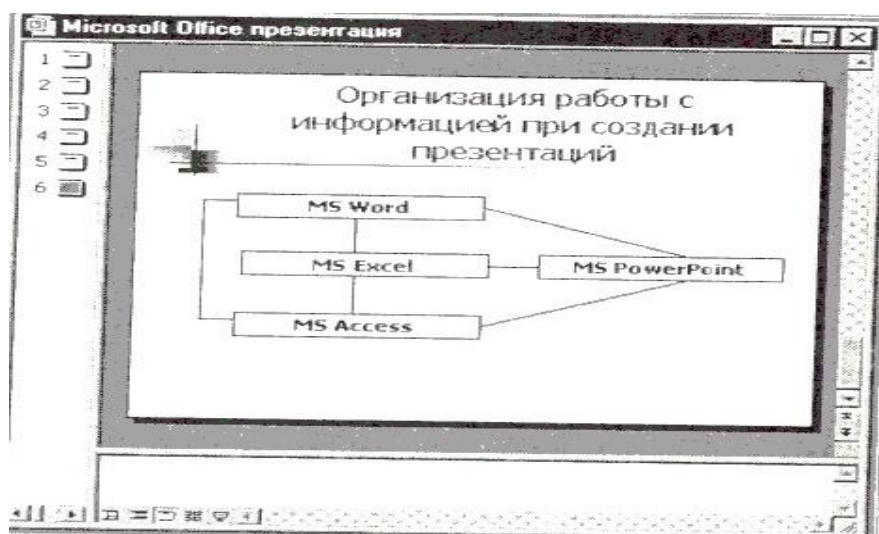 Microsoft Office презентация
1
2
3
4
5
6
Организация работы с
информацией при создании
презентаций
MS Word
MS Excel
MS PowerPoint
MS Access